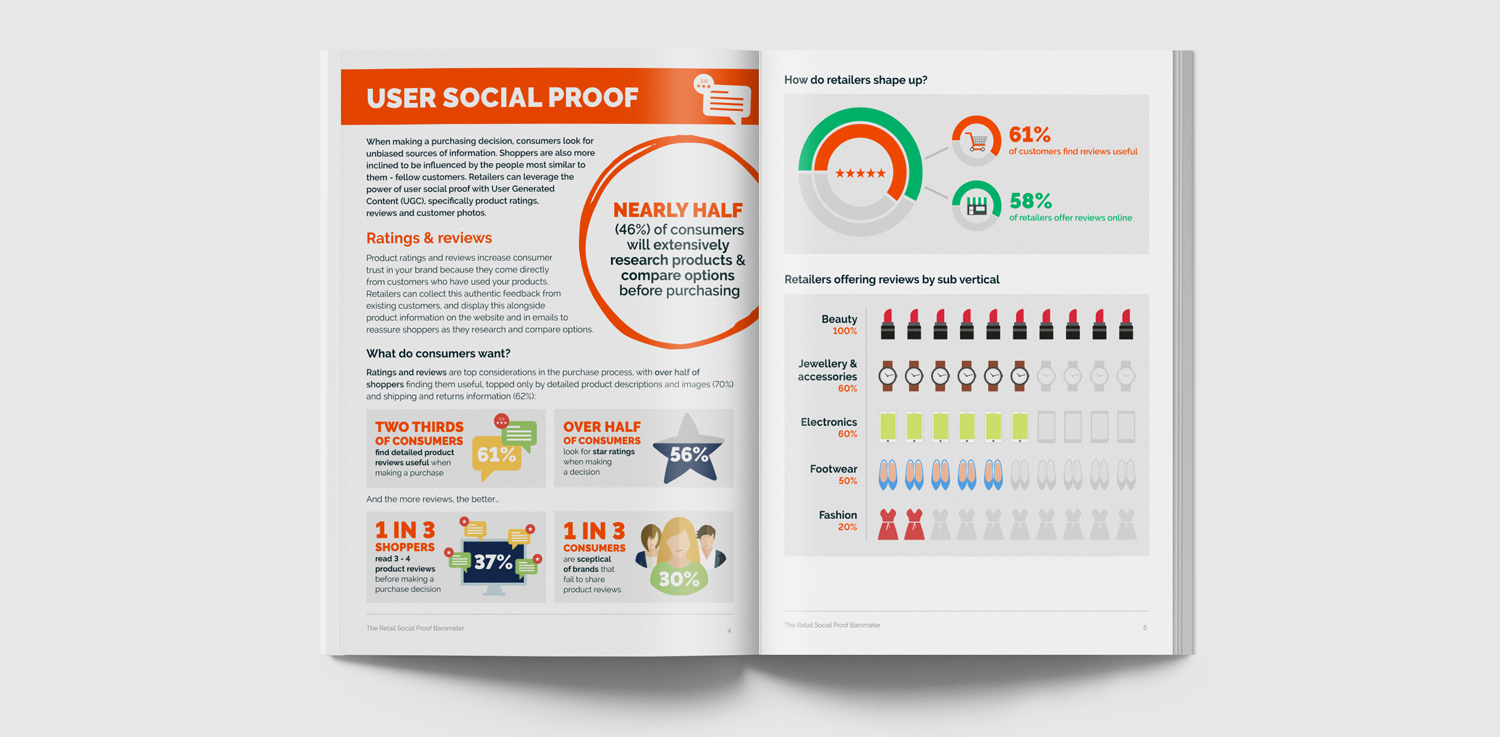 USER SOCIAL PROOF
3.0
When making a purchasing decision, consumers look for
unbiased sources of information. Shoppers are also more
inclined to be influenced by the people most similar to
them - fellow customers. Retailers can leverage the
power of user social proof with User Generated
Content (UGC), specifically product ratings,
reviews and customer photos.
NEARLY HALF
(46%) of consumers
will extensively
research products &
compare options
before purchasing
Ratings & reviews
Product ratings and reviews increase consumer
trust in your brand because they come directly
from customers who have used your products.
Retailers can collect this authentic feedback from
existing customers, and display this alongside
product information on the website and in emails to
reassure shoppers as they research and compare options.
What do consumers want?
Ratings and reviews are top considerations in the purchase process, with over half of
shoppers finding them useful, topped only by detailed product descriptions and images (70%)
and shipping and returns information (62%):
TWO THIRDS
OF CONSUMERS
find detailed product
reviews useful when
making a purchase
3.0
61%
OVER HALF
OF CONSUMERS
look for star ratings
when making
a decision
56%
And the more reviews, the better...
1 IN 3
SHOPPERS
read 3 - 4
product reviews
before making a
purchase decision
37%
1 IN 3
CONSUMERS
are sceptical
of brands that
fail to share
product reviews
30%
The Retail Social Proof Barometer
4
How do retailers shape up?
61%
of customers find reviews useful
58%
of retailers offer reviews online
Retailers offering reviews by sub vertical
Beauty
100%
Jewellery &
accessories
60%
Electronics
60%
Footwear
50%
Fashion
20%
The Retail Social Proof Barometer
5